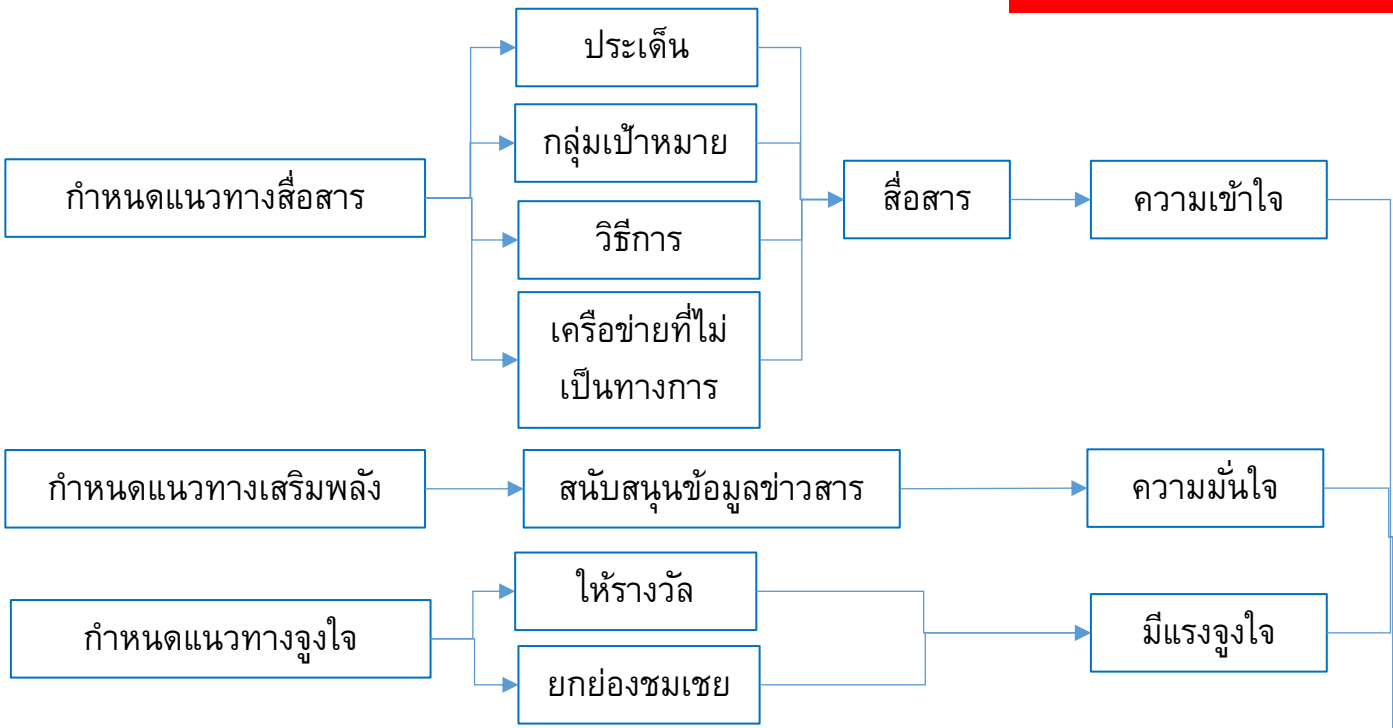 ประเด็น
กลุ่มเป้าหมาย
กำหนดแนวทางสื่อสาร
สื่อสาร
ความเข้าใจ
วิธีการ
เครือข่ายที่ไม่
เป็นทางการ
กำหนดแนวทางเสริมพลัง
สนับสนุนข้อมูลข่าวสาร
ความมั่นใจ
ให้รางวัล
กำหนดแนวทางจูงใจ
มีแรงจูงใจ
ยกย่องชมเชย